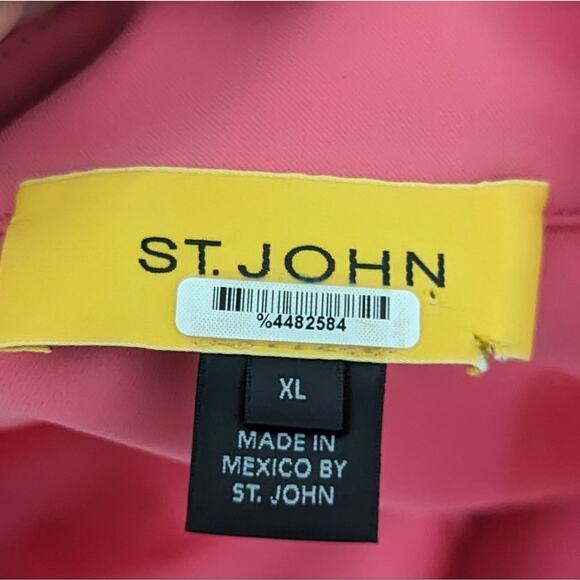 ST. JOHN
%4482584
XL
MADE IN
MEXICO BY
ST. JOHN